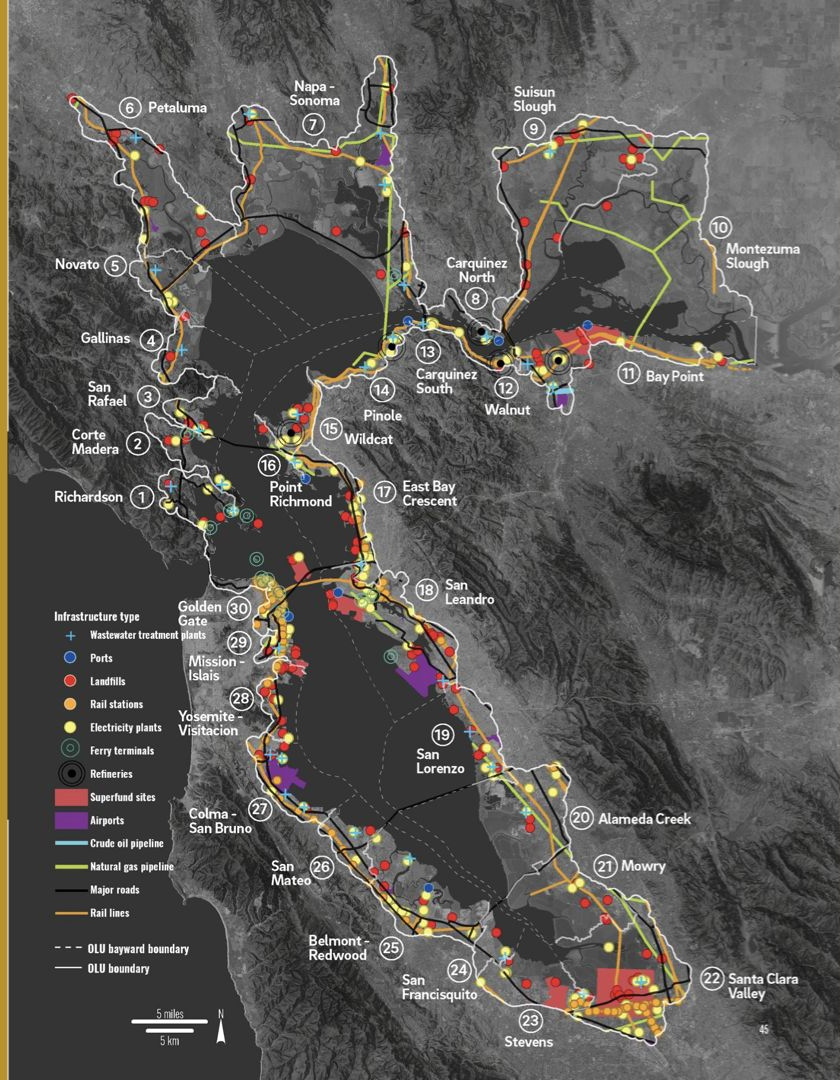 6
Petaluma
Napa -
Sonoma
7
Suisun
Slough
9
10
Montezuma
Slough
Novato
5
Carquinez
North
8
Gallinas
4
13
Carquinez
South
12
Walnut
11
Bay Point
San
Rafael
3
14
Pinole
Corte
Madera
2
15
Wildcat
Richardson
1
16
Point
Richmond
17
East Bay
Crescent
18
San
Leandro
Golden
Gate
30
29
Mission -
Islais
28
Yosemite -
Visitacion
19
San
Lorenzo
27
Colma -
San Bruno
20
Alameda Creek
26
San
Mateo
21
Mowry
Belmont -
Redwood
25
24
San
Francisquito
22
Santa Clara
Valley
23
Stevens
Infrastructure type
Wastewater treatment plants
Ports
Landfills
Rail stations
Electricity plants
Ferry terminals
Refineries
Superfund sites
Airports
Crude oil pipeline
Natural gas pipeline
Major roads
Rail lines
OLU bayward boundary
OLU boundary
5 miles
5 km
N
45